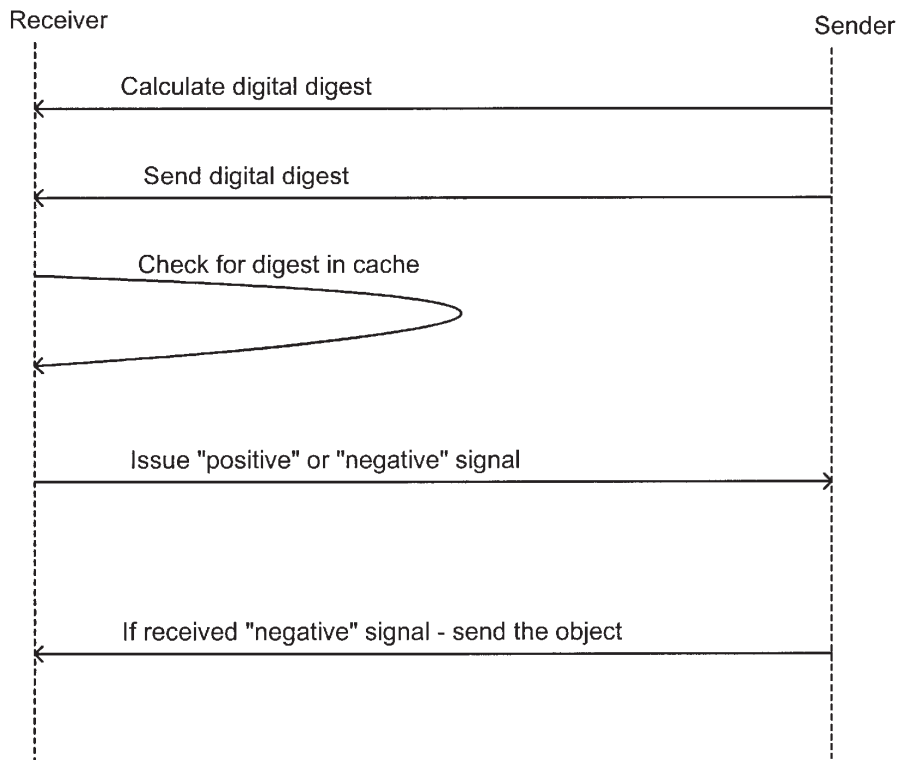 Receiver
Sender
Calculate digital digest
Send digital digest
Check for digest in cache
Issue "positive" or "negative" signal
If received "negative" signal - send the object